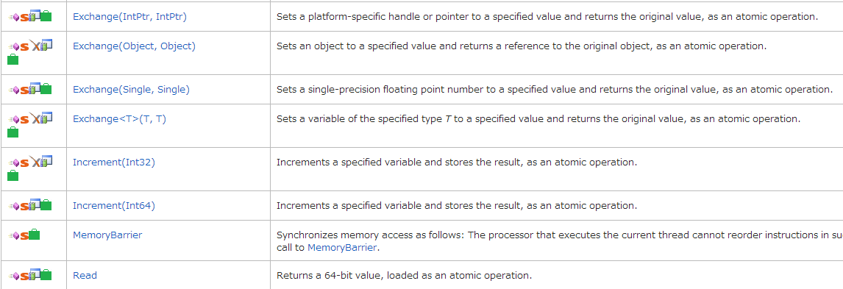 Exchange(IntPtr, IntPtr) Sets a platform-specific handle or pointer to a specified value and returns the original value, as an atomic operation.
Exchange(Object, Object) Sets an object to a specified value and returns a reference to the original object, as an atomic operation.
Exchange(Single, Single) Sets a single-precision floating point number to a specified value and returns the original value, as an atomic operation.
Exchange<T>(T, T) Sets a variable of the specified type T to a specified value and returns the original value, as an atomic operation.
Increment(Int32) Increments a specified variable and stores the result, as an atomic operation.
Increment(Int64) Increments a specified variable and stores the result, as an atomic operation.
MemoryBarrier Synchronizes memory access as follows: The processor that executes the current thread cannot reorder instructions in su
call to MemoryBarrier.
Read Returns a 64-bit value, loaded as an atomic operation.